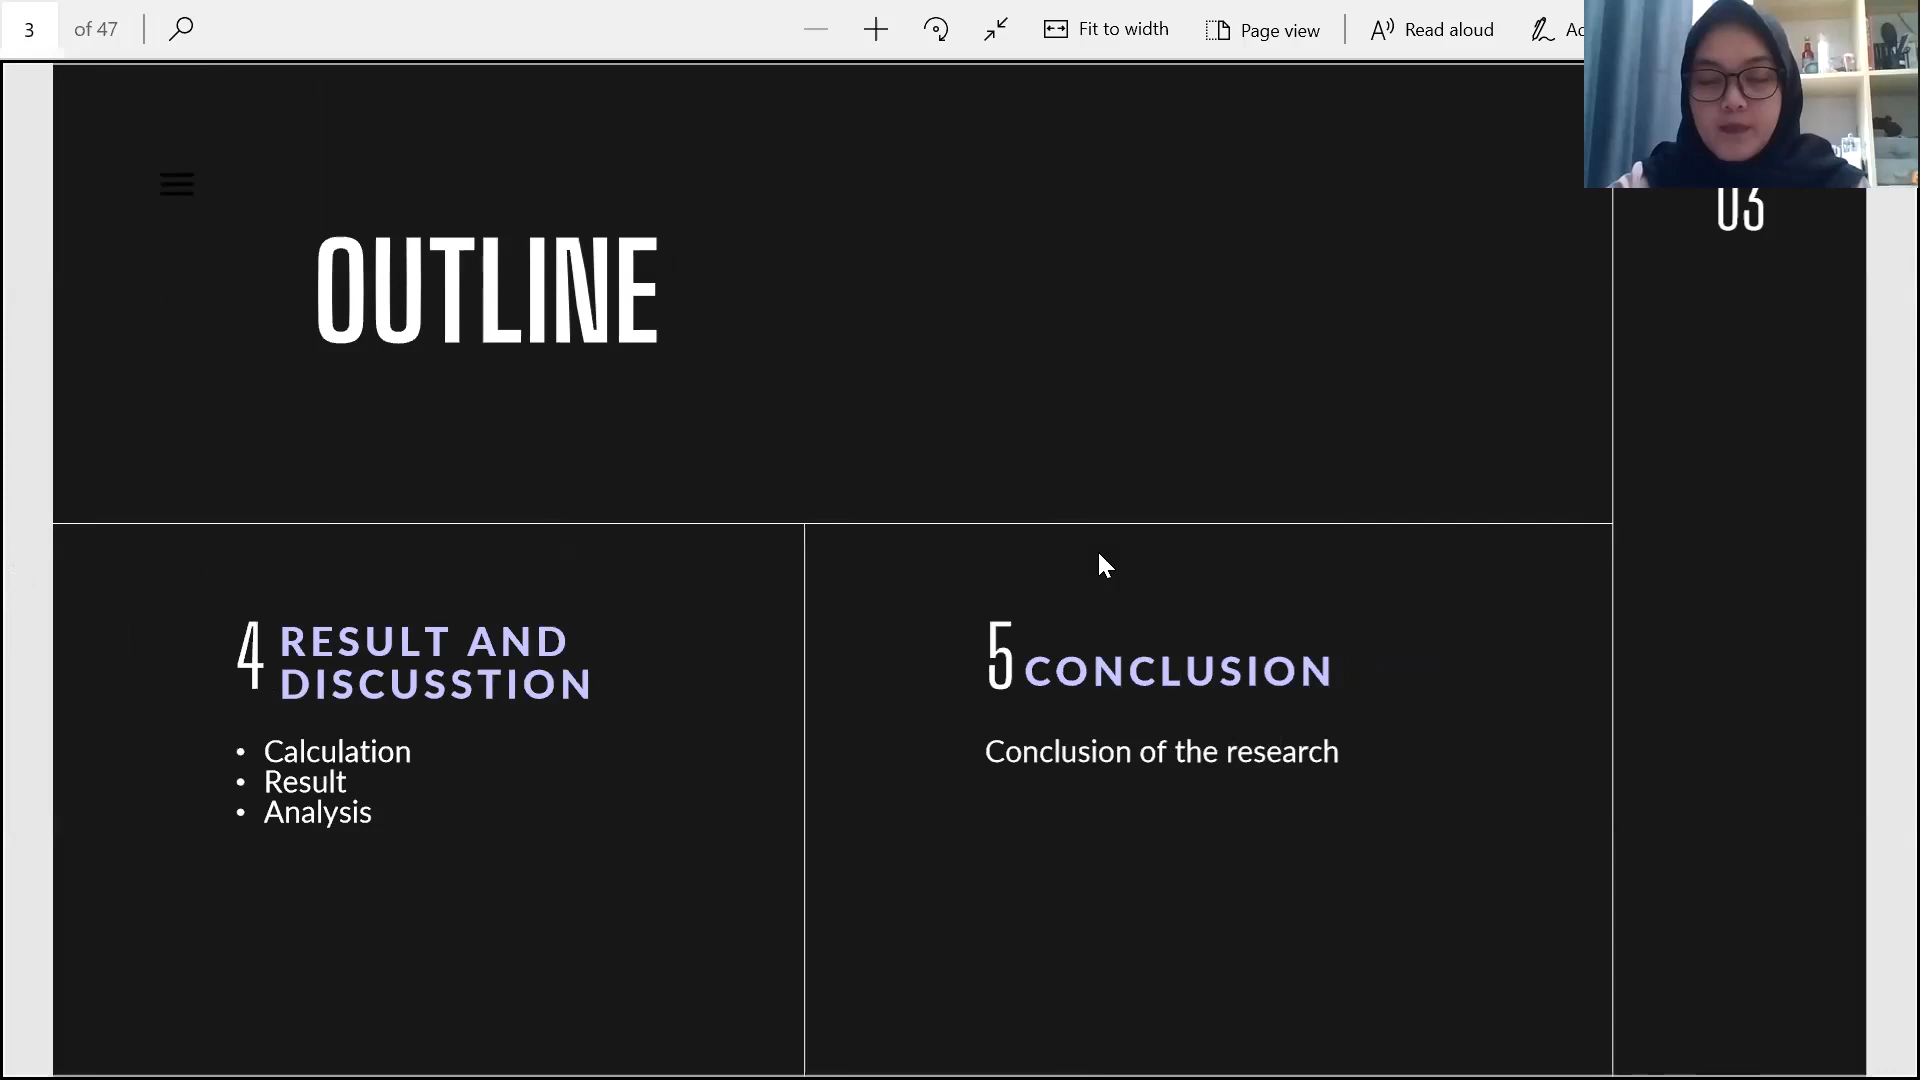 3 of 47
Fit to width
Page view
Read aloud
03
OUTLINE
4 RESULT AND
DISCUSSTION
• Calculation
• Result
• Analysis
5 CONCLUSION
Conclusion of the research